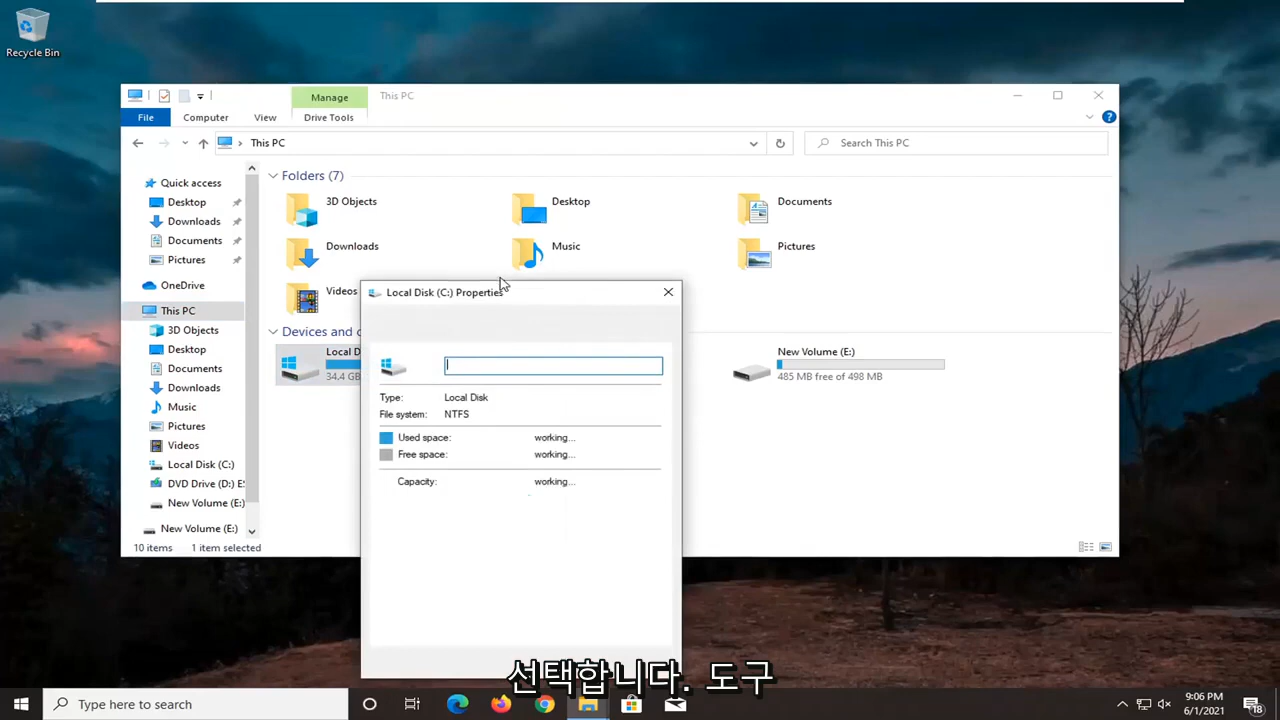 Recycle Bin
Manage
This PC
File
Computer
View
Drive Tools
This PC
Search This PC
Quick access
Desktop
Downloads
Documents
Pictures
OneDrive
This PC
3D Objects
Desktop
Documents
Downloads
Music
Pictures
Videos
Local Disk (C:)
DVD Drive (D:) E
New Volume (E:)
New Volume (E:)
Folders (7)
3D Objects
Desktop
Documents
Downloads
Music
Pictures
Videos
Devices and
Local D
34.4 GB
New Volume (E:)
485 MB free of 498 MB
Local Disk (C:) Properties
Type: Local Disk
File system: NTFS
Used space: working...
Free space: working...
Capacity: working...
10 items 1 item selected
선택합니다. 도구
Type here to search
9:06 PM
6/1/2021
18